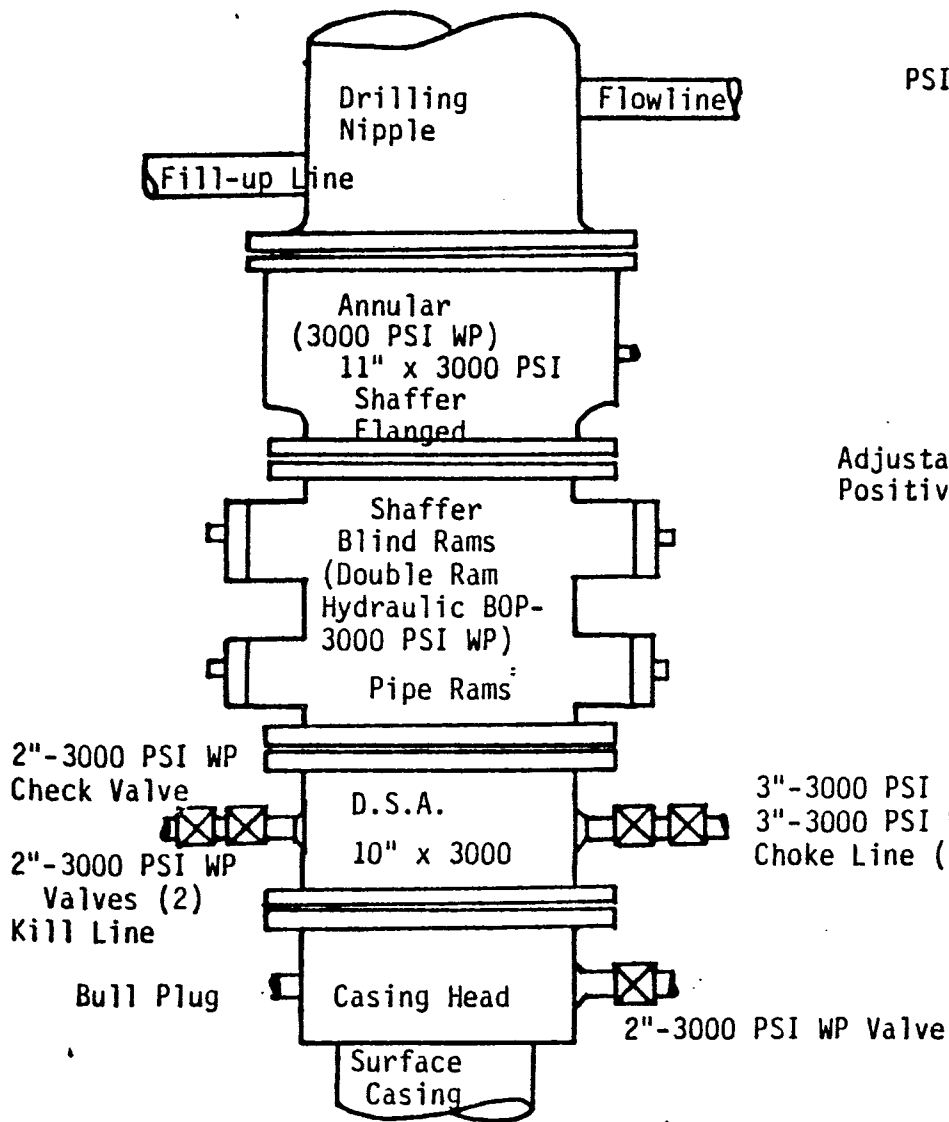 PSI
Drilling
Nipple
Flowline
Fill-up Line
Annular
(3000 PSI WP)
11" x 3000 PSI
Shaffer
Flanged
Adjusta
Positiv
Shaffer
Blind Rams
(Double Ram
Hydraulic BOP-
3000 PSI WP)
Pipe Rams
2"-3000 PSI WP
Check Valve
D.S.A.
10" x 3000
3"-3000 PSI
3"-3000 PSI
Choke Line (
2"-3000 PSI WP
Valves (2)
Kill Line
Bull Plug
Casing Head
2"-3000 PSI WP Valve
Surface
Casing